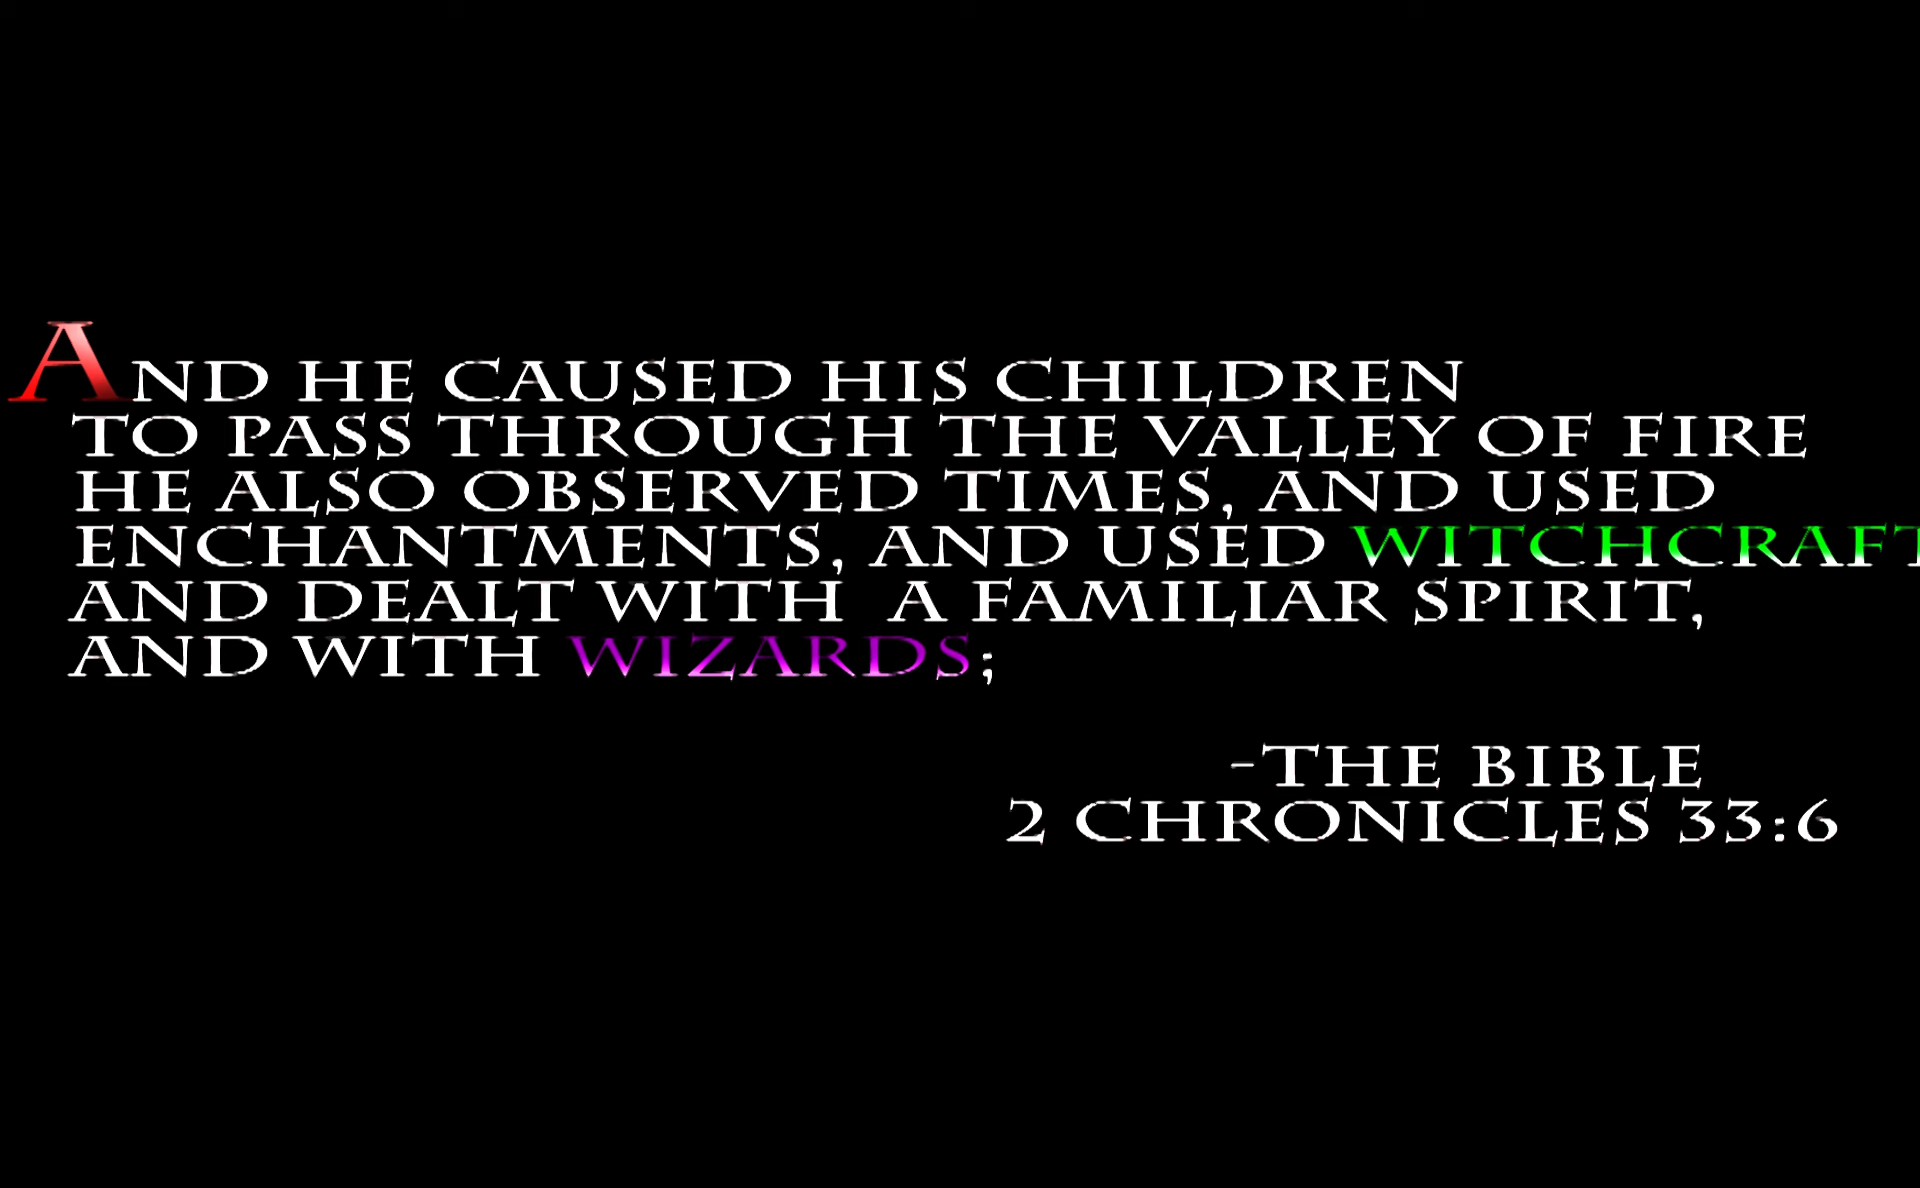 AND HE CAUSED HIS CHILDREN
TO PASS THROUGH THE VALLEY OF FIRE
HE ALSO OBSERVED TIMES, AND USED
ENCHANTMENTS, AND USED WITCHCRAFT
AND DEALT WITH A FAMILIAR SPIRIT,
AND WITH WIZARDS;
-THE BIBLE
2 CHRONICLES 33:6